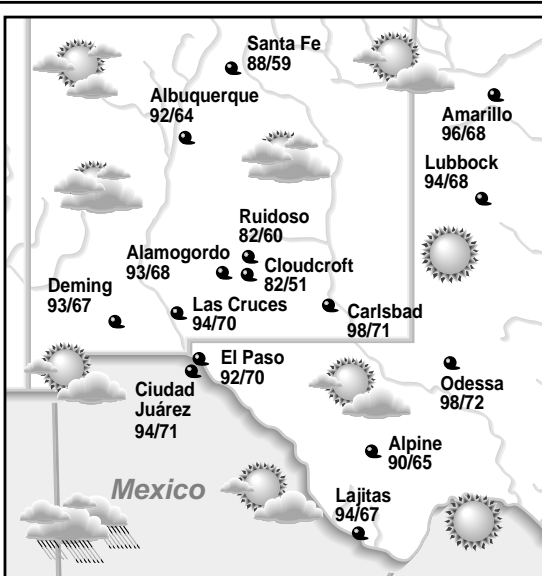 Santa Fe
88/59
Albuquerque
92/64
Amarillo
96/68
Lubbock
94/68
Ruidoso
82/60
Alamogordo
93/68
Cloudcroft
82/51
Deming
93/67
Las Cruces
94/70
Carlsbad
98/71
El Paso
92/70
Ciudad
Juárez
94/71
Odessa
98/72
Alpine
90/65
Mexico
Lajitas
94/67